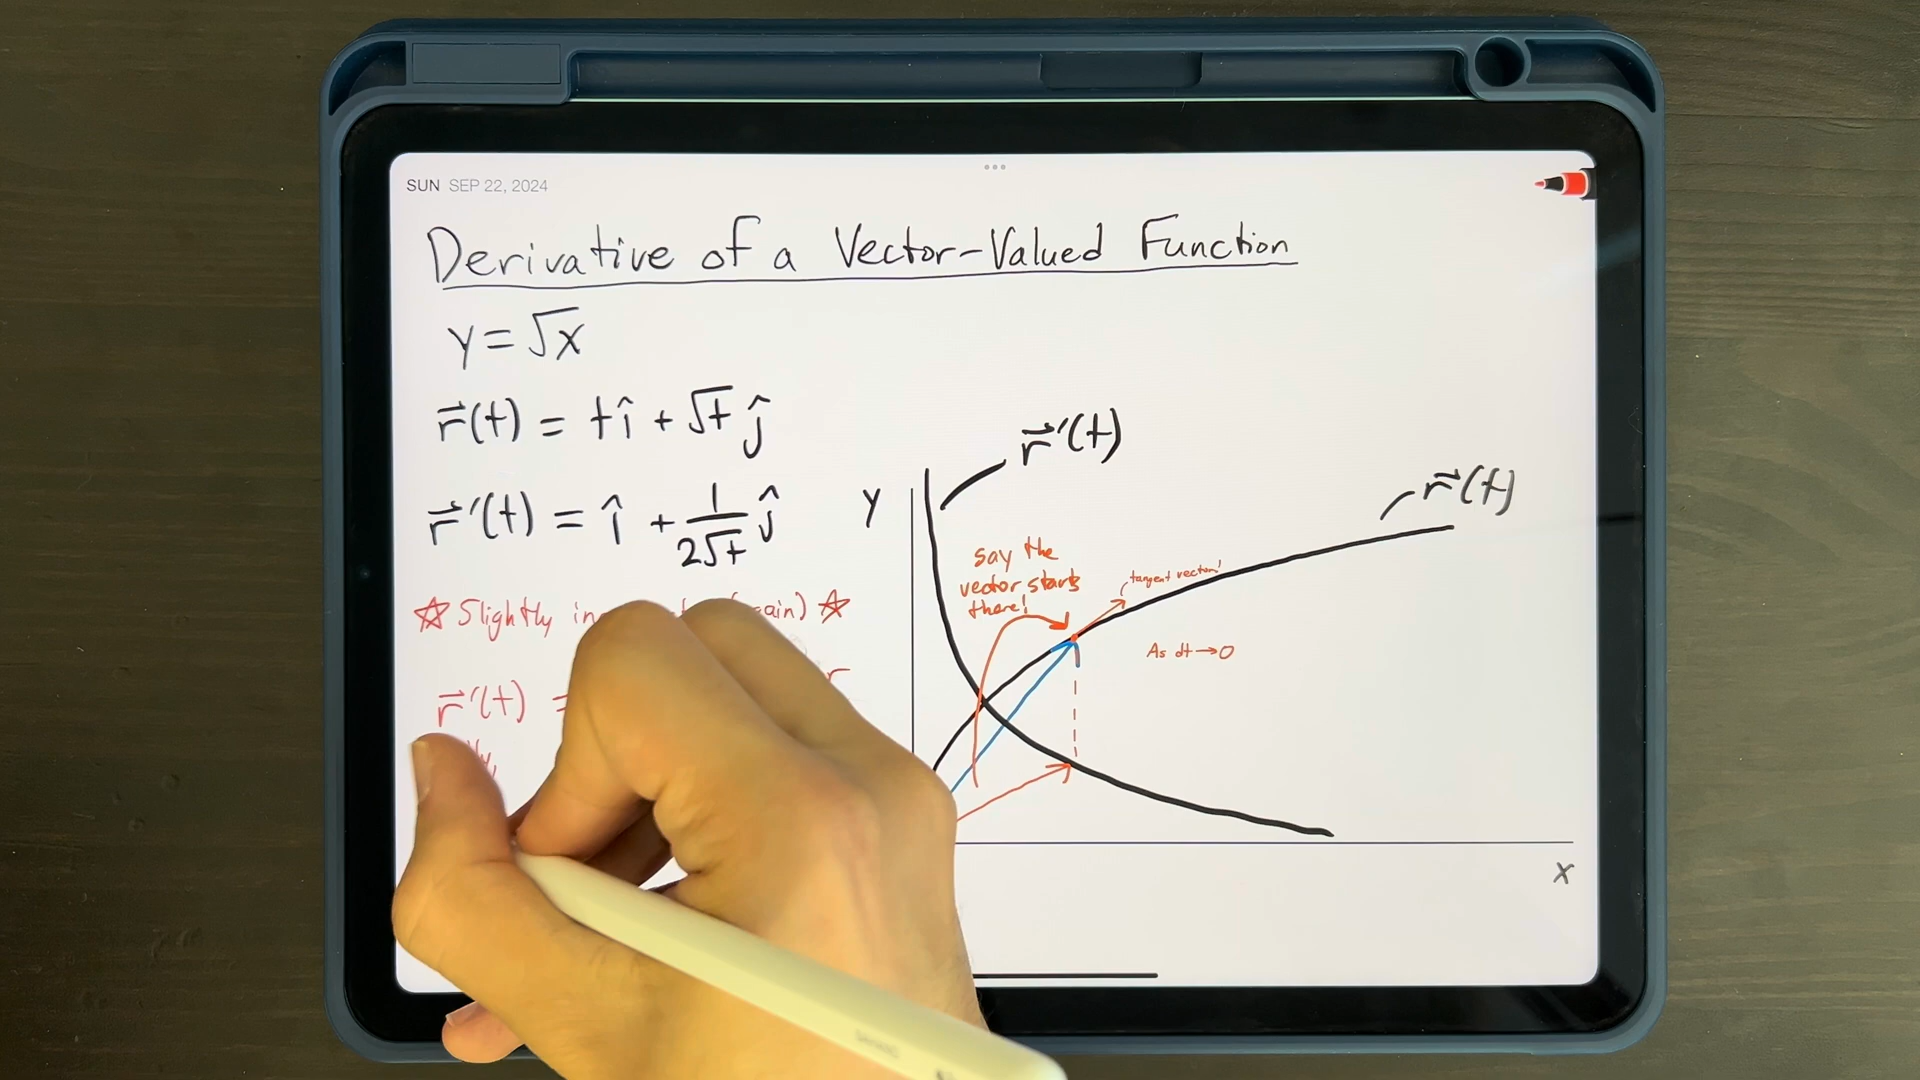 SUN SEP 22, 2024
Derivative of a Vector-Valued Function
y = √x
r⃗(t) = t î + √t ĵ
r⃗'(t) = î + 1/(2√t) ĵ
☆ Slightly ☆
r⃗'(t) =
r⃗'(t)
r⃗(t)
y
say the
vector starts
there!
tangent vector!
As dt → 0
x